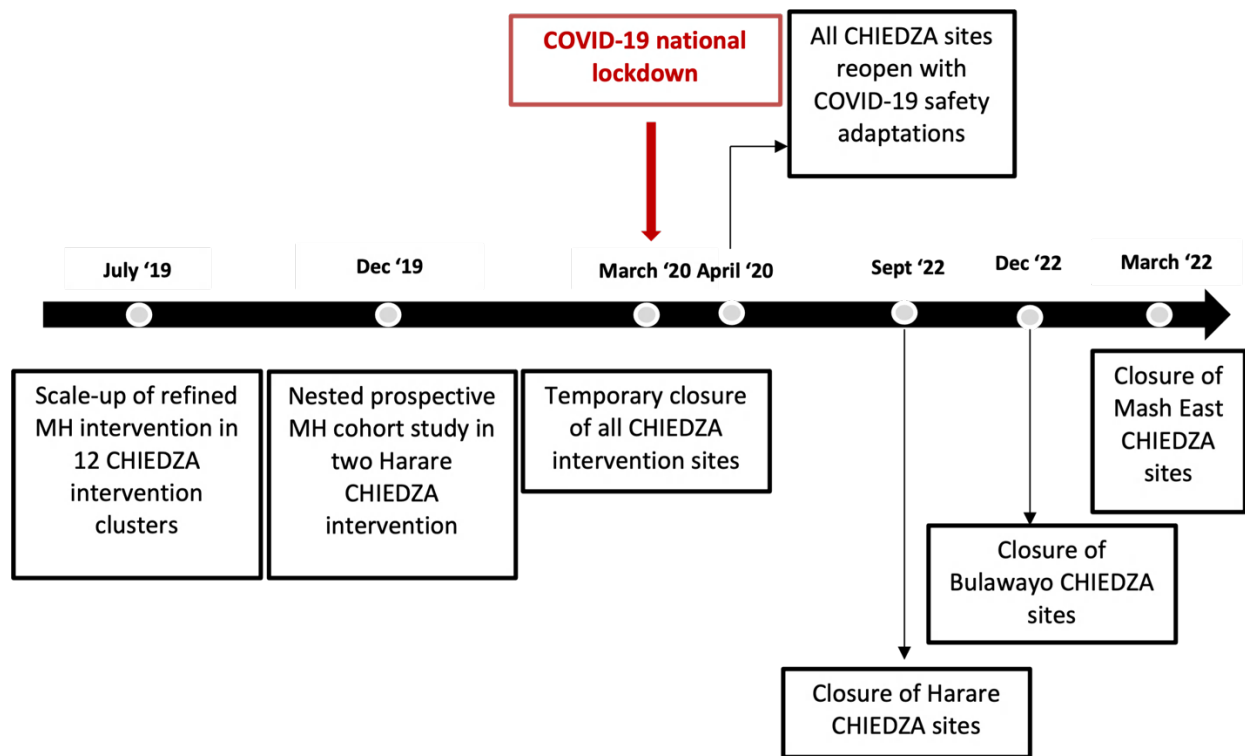 COVID-19 national
lockdown
All CHIEDZA sites
reopen with
COVID-19 safety
adaptations
July ‘19
Dec ‘19
March ‘20
April ‘20
Sept ‘22
Dec ‘22
March ‘22
Scale-up of refined
MH intervention in
12 CHIEDZA
intervention
clusters
Nested prospective
MH cohort study in
two Harare
CHIEDZA
intervention
Temporary closure
of all CHIEDZA
intervention sites
Closure of
Mash East
CHIEDZA
sites
Closure of
Bulawayo CHIEDZA
sites
Closure of Harare
CHIEDZA sites